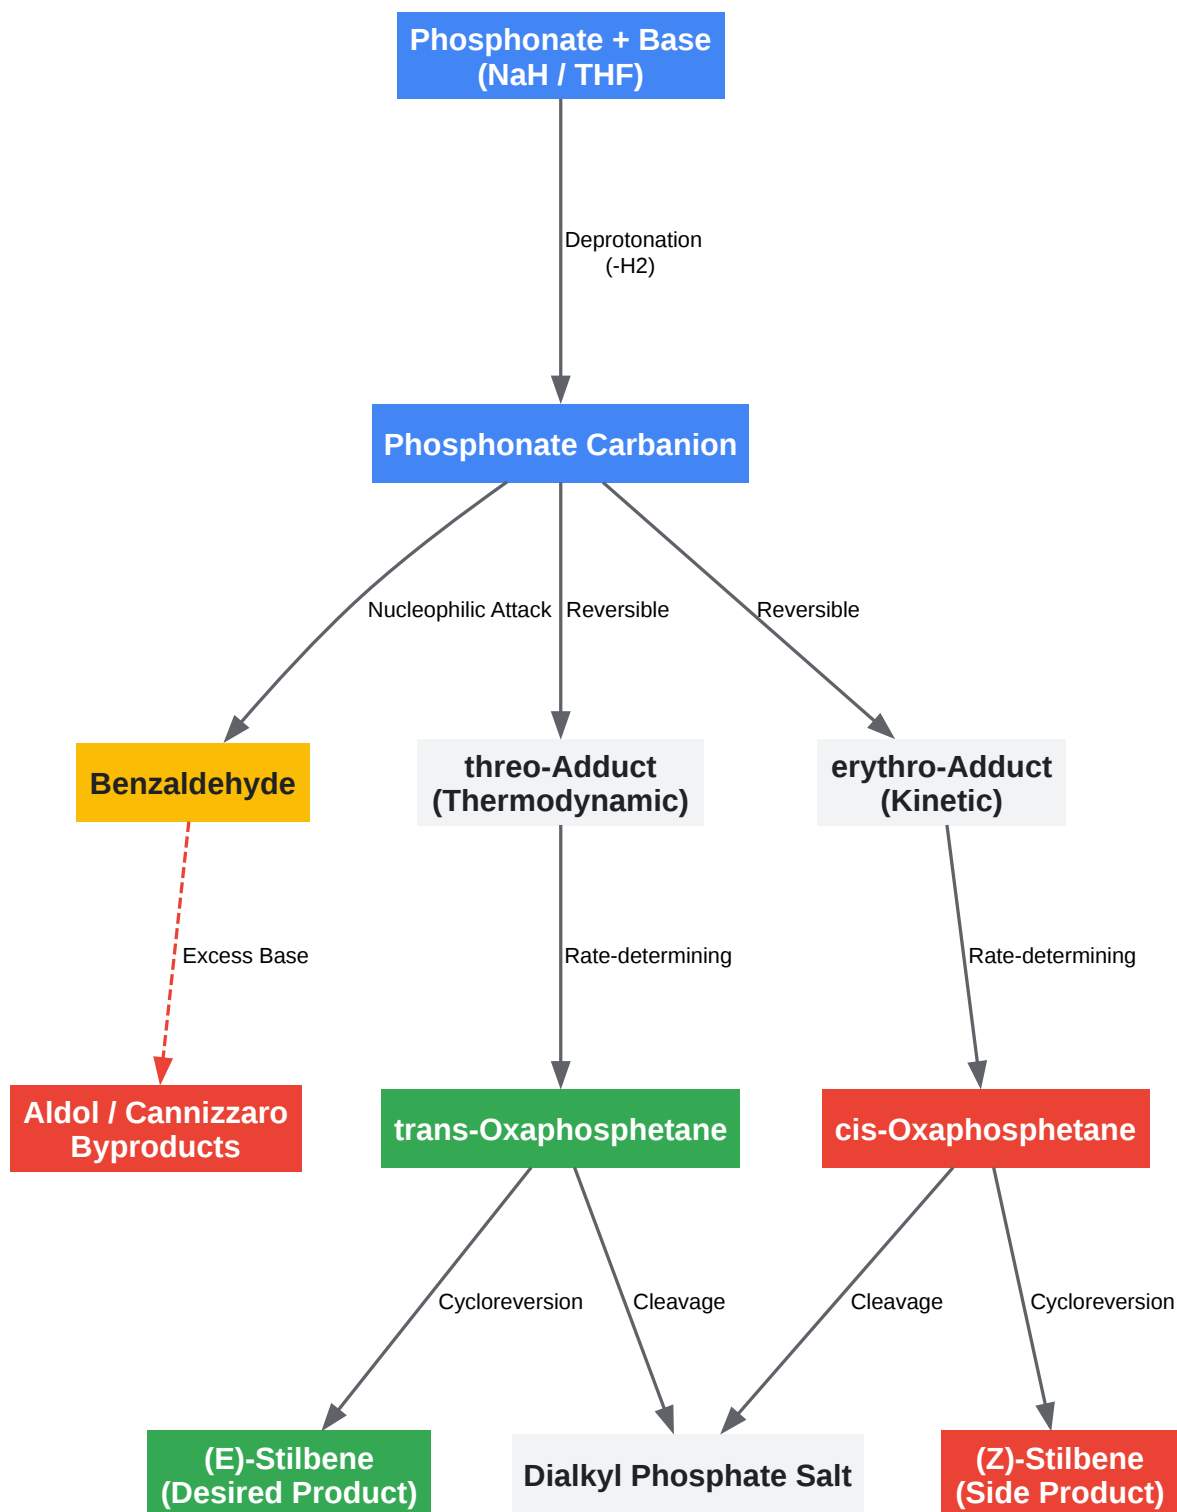 Phosphonate + Base
(NaH / THF)
Deprotonation
(-H2)
Phosphonate Carbanion
Nucleophilic Attack
Reversible
Reversible
Benzaldehyde
threo-Adduct
(Thermodynamic)
erythro-Adduct
(Kinetic)
Excess Base
Rate-determining
Rate-determining
Aldol / Cannizzaro
Byproducts
trans-Oxaphosphetane
cis-Oxaphosphetane
Cycloreversion
Cleavage
Cleavage
Cycloreversion
(E)-Stilbene
(Desired Product)
Dialkyl Phosphate Salt
(Z)-Stilbene
(Side Product)